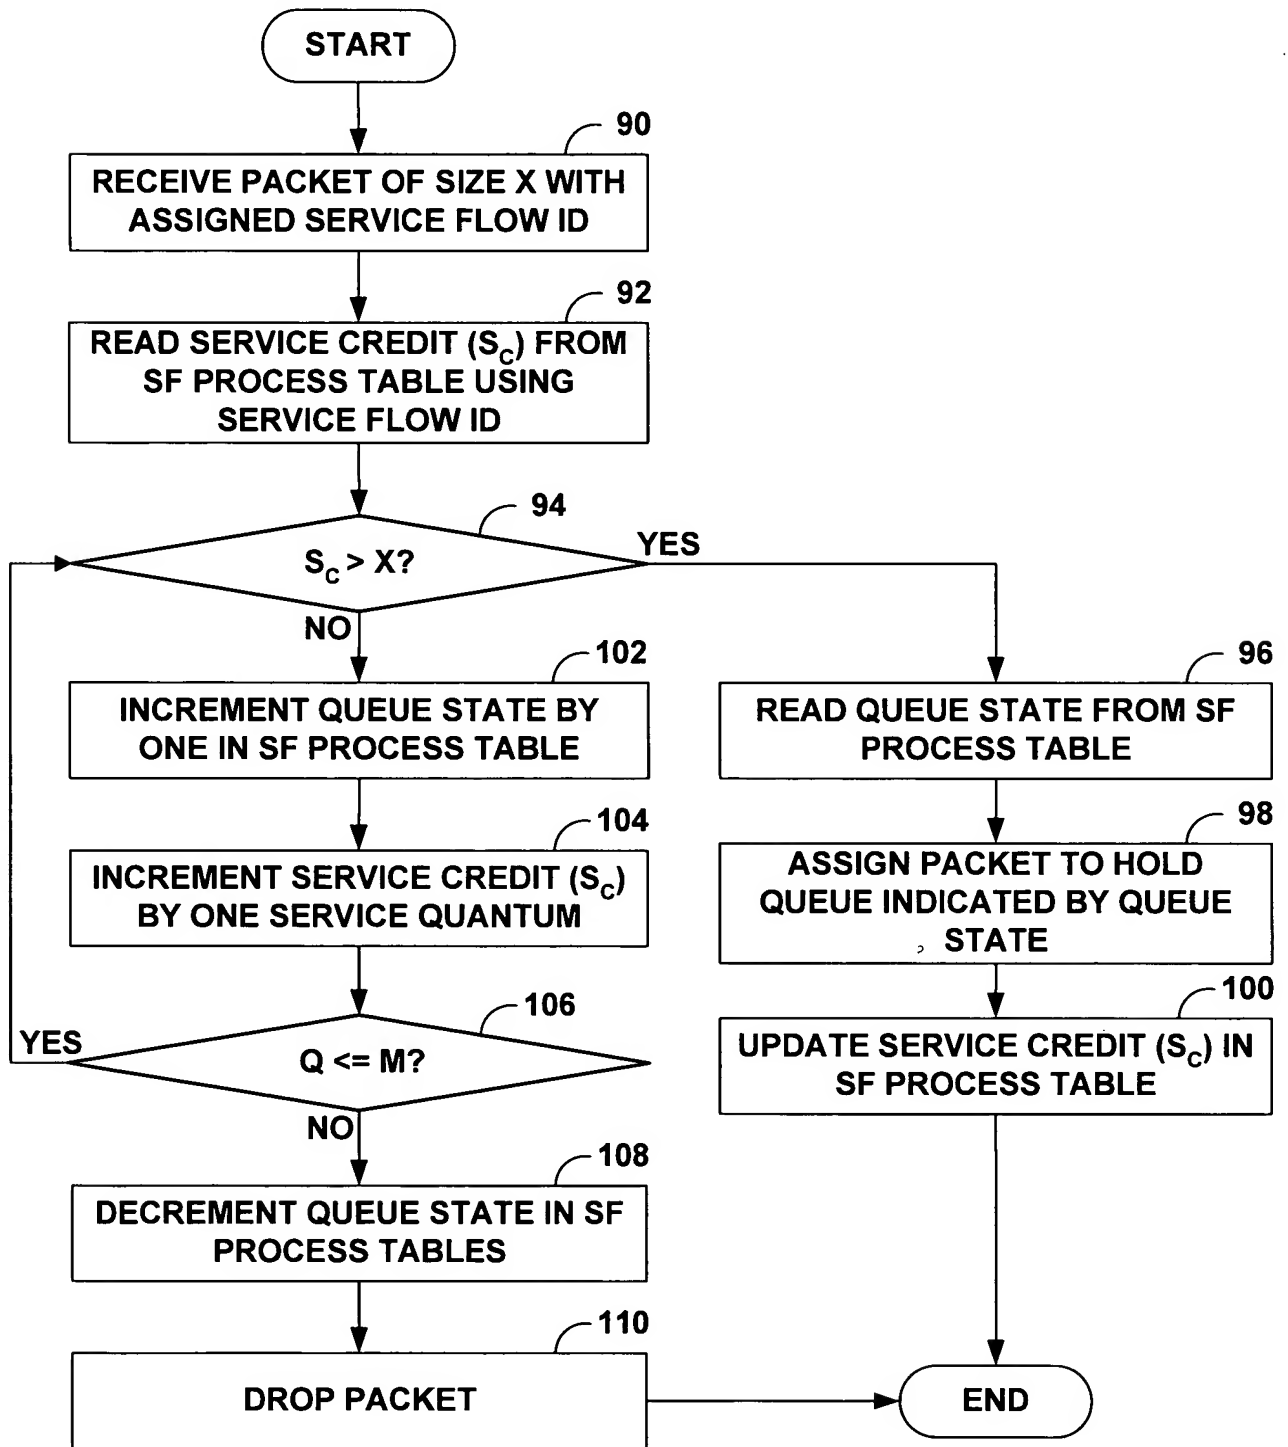 START
90
RECEIVE PACKET OF SIZE X WITH
ASSIGNED SERVICE FLOW ID
92
READ SERVICE CREDIT (S_C) FROM
SF PROCESS TABLE USING
SERVICE FLOW ID
94
S_C > X?
YES
NO
102
INCREMENT QUEUE STATE BY
ONE IN SF PROCESS TABLE
104
INCREMENT SERVICE CREDIT (S_C)
BY ONE SERVICE QUANTUM
106
Q <= M?
YES
NO
108
DECREMENT QUEUE STATE IN SF
PROCESS TABLES
110
DROP PACKET
96
READ QUEUE STATE FROM SF
PROCESS TABLE
98
ASSIGN PACKET TO HOLD
QUEUE INDICATED BY QUEUE
STATE
100
UPDATE SERVICE CREDIT (S_C) IN
SF PROCESS TABLE
END